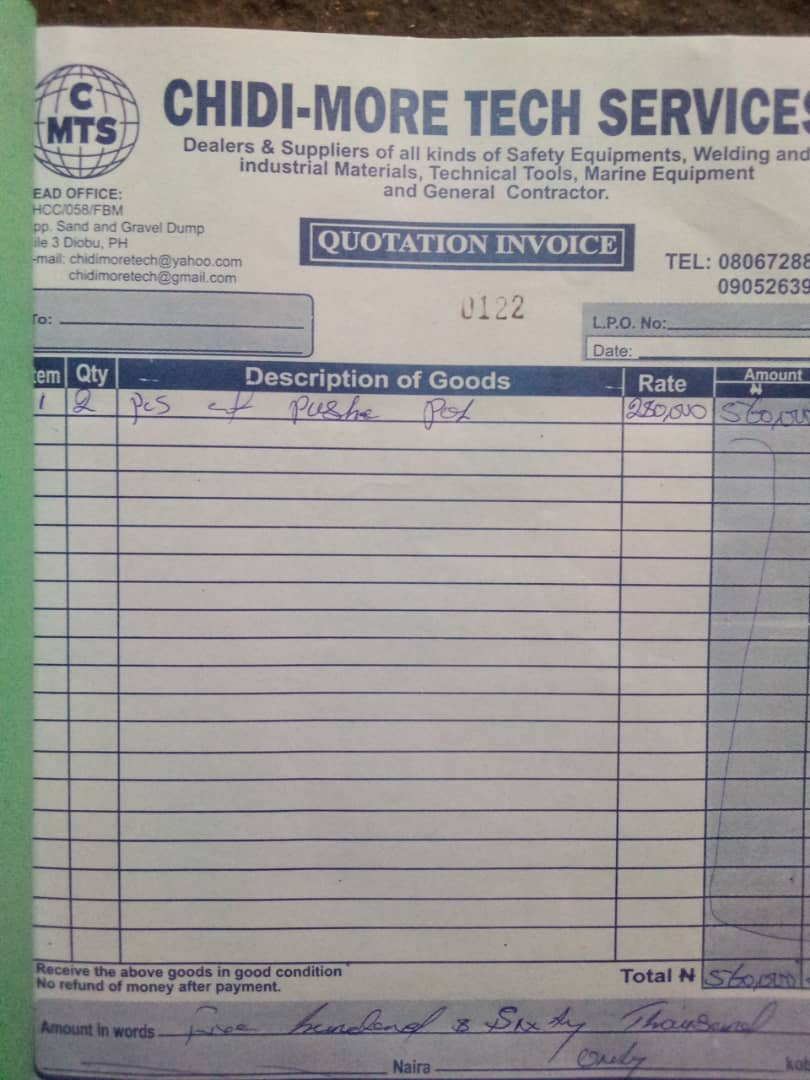 C
MTS
CHIDI-MORE TECH SERVICES
Dealers & Suppliers of all kinds of Safety Equipments, Welding and
industrial Materials, Technical Tools, Marine Equipment
and General Contractor.
EAD OFFICE:
HCC/058/FBM
pp. Sand and Gravel Dump
ile 3 Diobu, PH
-mail: chidimoretech@yahoo.com
chidimoretech@gmail.com
QUOTATION INVOICE
TEL: 08067288
09052639
0122
To:
L.P.O. No:
Date:
tem Qty Description of Goods Rate Amount
₦
1 2 Pcs of Pushe 280,000 560,000
Receive the above goods in good condition
No refund of money after payment.
Total ₦ 560,000
Amount in words Five hundred & Sixty Thousand
Naira only kob